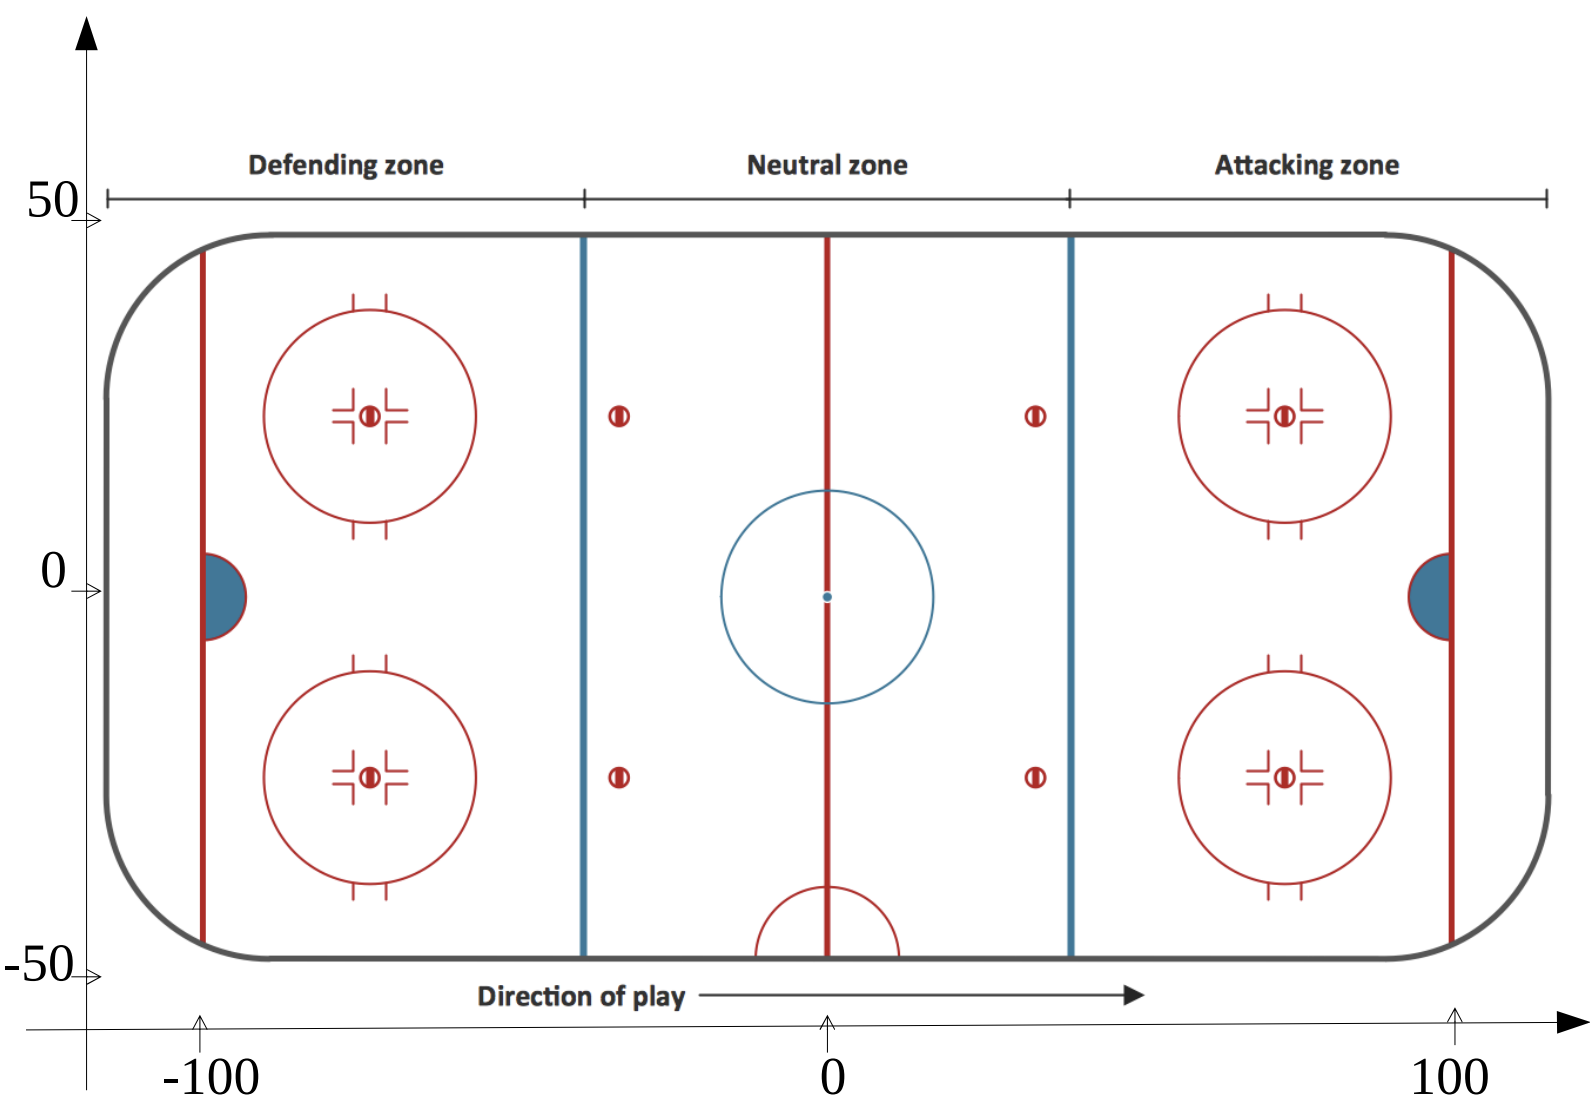 Defending zone
Neutral zone
Attacking zone
50
0
-50
Direction of play
-100
0
100